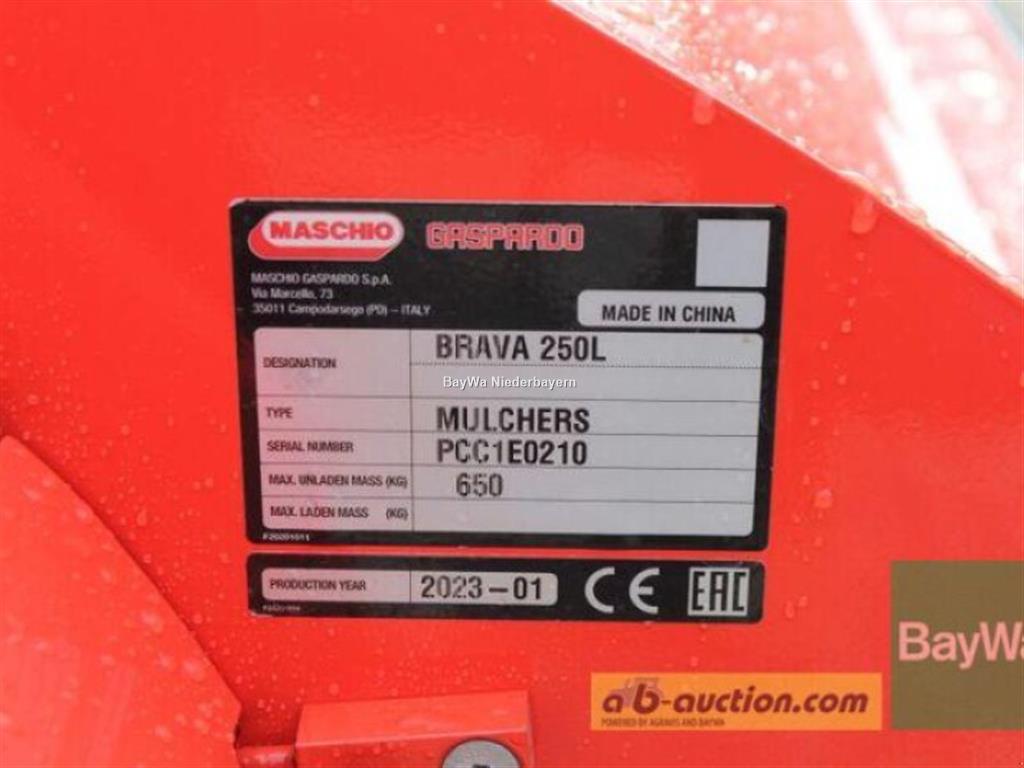 MASCHIO GASPARDO
MASCHIO GASPARDO S.p.A.
Via Marcello, 73
35011 Campodarsego (PD) – ITALY
MADE IN CHINA
DESIGNATION BRAVA 250L
BayWa Niederbayern
TYPE MULCHERS
SERIAL NUMBER PCC1E0210
MAX. UNLADEN MASS (KG) 650
MAX. LADEN MASS (KG)
F20201011
PRODUCTION YEAR 2023-01 CE EAC
BayWa
ab-auction.com
POWERED BY AGRAVIS AND BAYWA